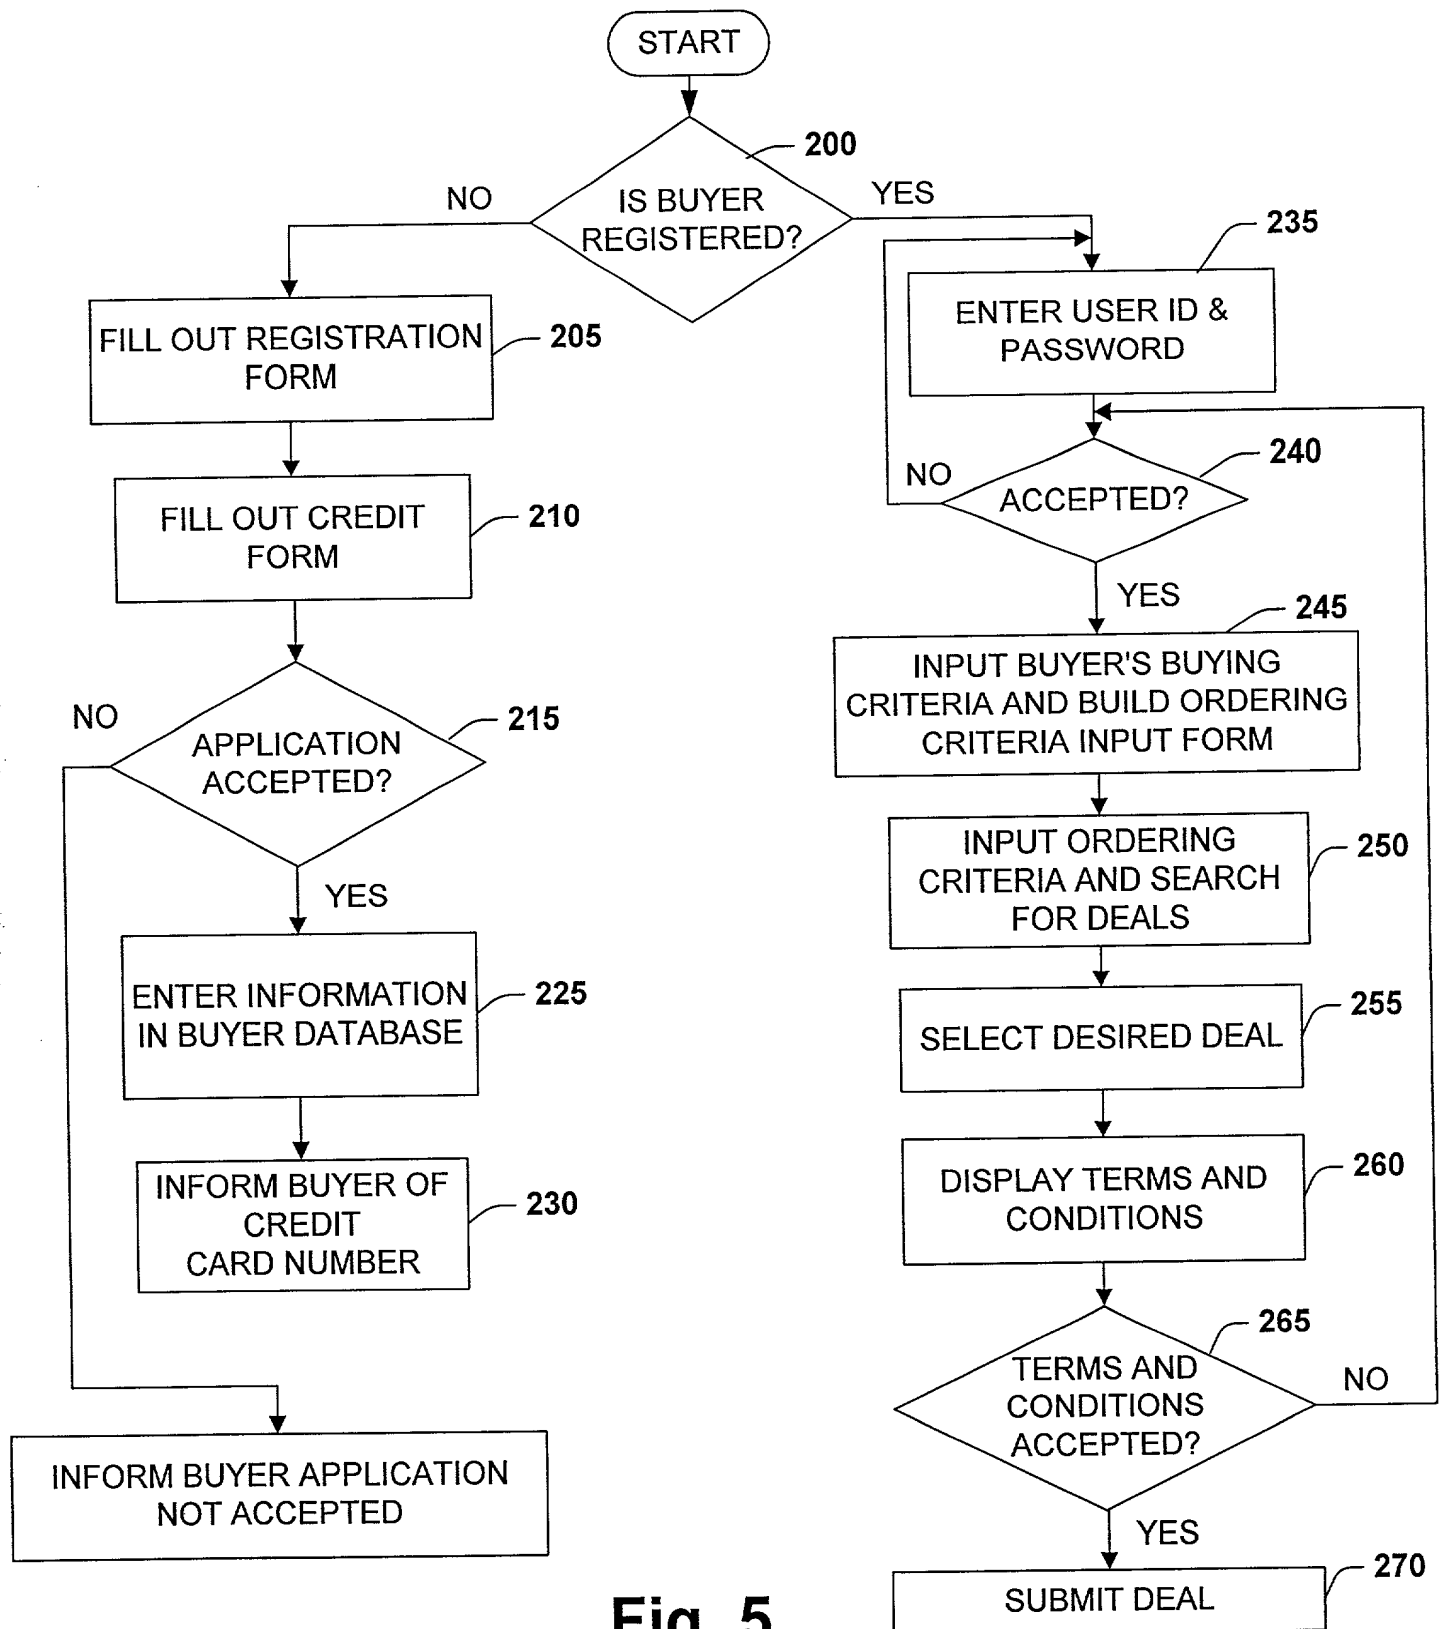 START
200
IS BUYER
REGISTERED?
NO
YES
FILL OUT REGISTRATION
FORM
205
FILL OUT CREDIT
FORM
210
APPLICATION
ACCEPTED?
215
NO
YES
ENTER INFORMATION
IN BUYER DATABASE
225
INFORM BUYER OF
CREDIT
CARD NUMBER
230
INFORM BUYER APPLICATION
NOT ACCEPTED
235
ENTER USER ID &
PASSWORD
240
ACCEPTED?
NO
YES
245
INPUT BUYER'S BUYING
CRITERIA AND BUILD ORDERING
CRITERIA INPUT FORM
INPUT ORDERING
CRITERIA AND SEARCH
FOR DEALS
250
SELECT DESIRED DEAL
255
DISPLAY TERMS AND
CONDITIONS
260
265
TERMS AND
CONDITIONS
ACCEPTED?
NO
YES
SUBMIT DEAL
270
Fig. 5